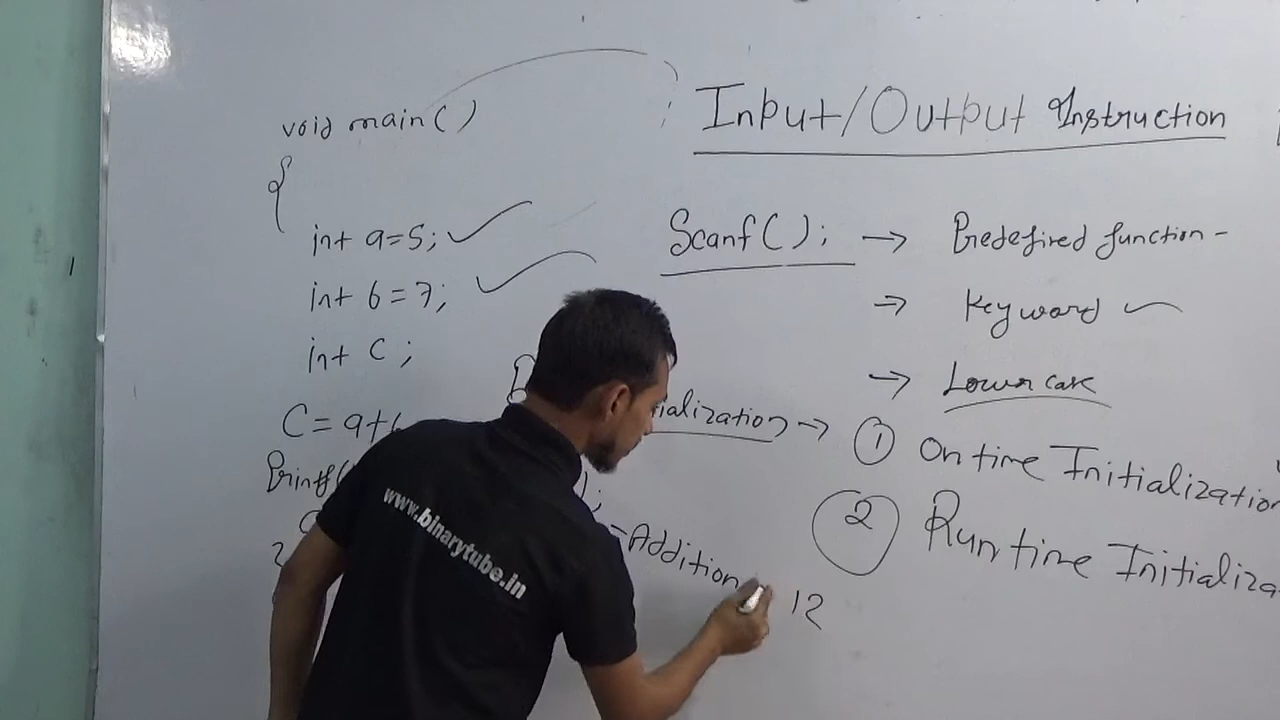 void main()
{
int a=5;
int b=7;
int c;
C=a+b
Printf(
);
-Addition
12
Input/Output Instruction
Scanf(); → Predefined function -
→ Keyword
→ Lower case
ialization → ① On time Initialization
② Run time Initializa
www.binarytube.in